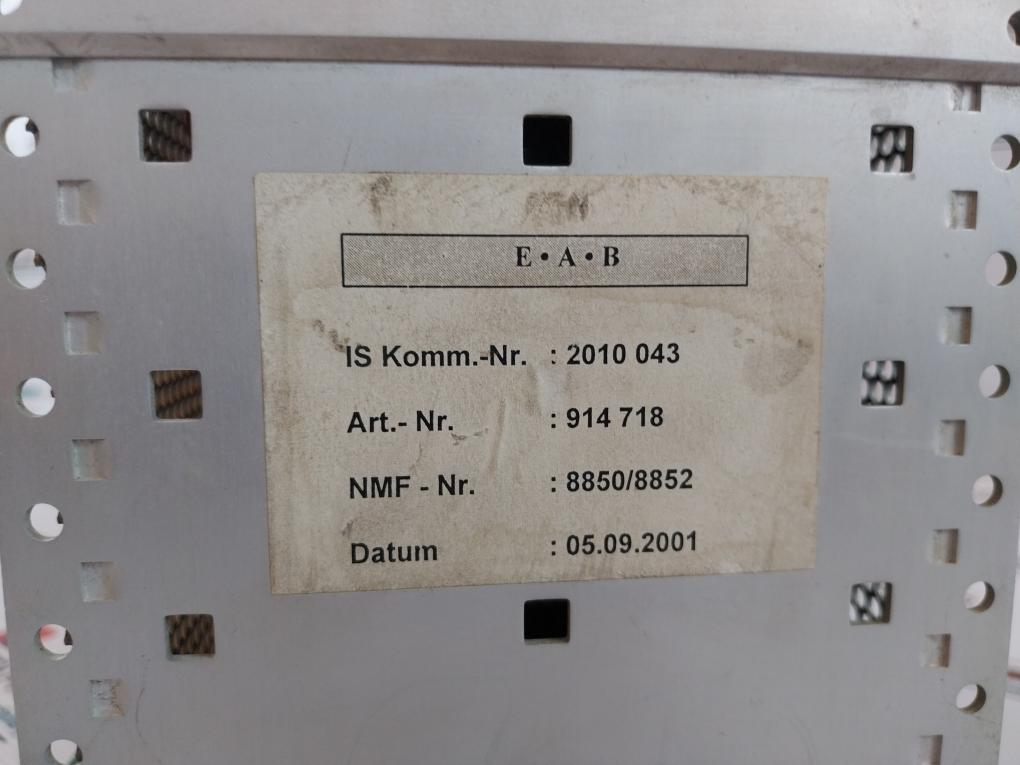 E • A • B
IS Komm.-Nr. : 2010 043
Art.- Nr. : 914 718
NMF - Nr. : 8850/8852
Datum : 05.09.2001